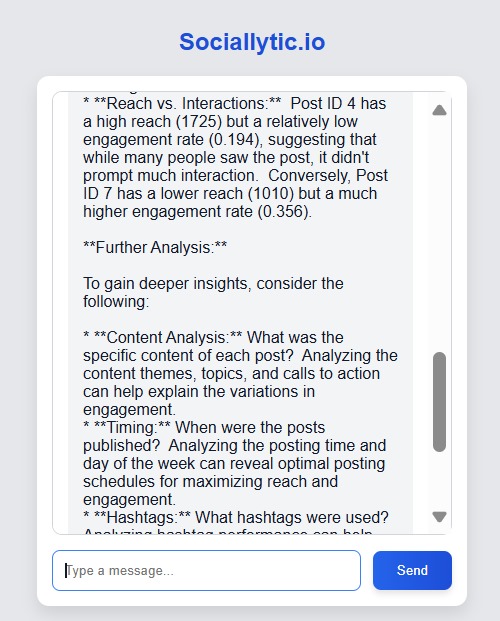 Sociallytic.io
* **Reach vs. Interactions:**  Post ID 4 has
a high reach (1725) but a relatively low
engagement rate (0.194), suggesting that
while many people saw the post, it didn't
prompt much interaction.  Conversely, Post
ID 7 has a lower reach (1010) but a much
higher engagement rate (0.356).
**Further Analysis:**
To gain deeper insights, consider the
following:
* **Content Analysis:** What was the
specific content of each post?  Analyzing the
content themes, topics, and calls to action
can help explain the variations in
engagement.
* **Timing:** When were the posts
published?  Analyzing the posting time and
day of the week can reveal optimal posting
schedules for maximizing reach and
engagement.
* **Hashtags:** What hashtags were used?
Analyzing hashtag performance can help
Type a message...
Send